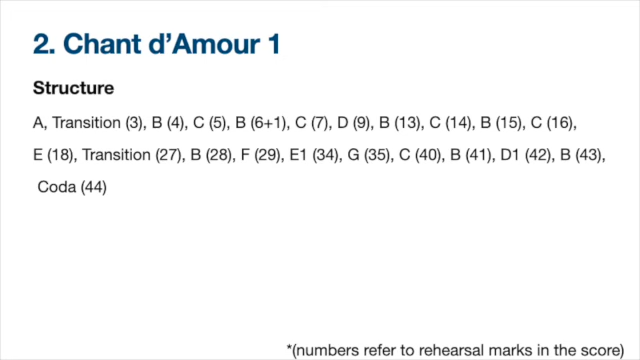 2. Chant d’Amour 1
Structure
A, Transition (3), B (4), C (5), B (6+1), C (7), D (9), B (13), C (14), B (15), C (16),
E (18), Transition (27), B (28), F (29), E1 (34), G (35), C (40), B (41), D1 (42), B (43),
Coda (44)
*(numbers refer to rehearsal marks in the score)